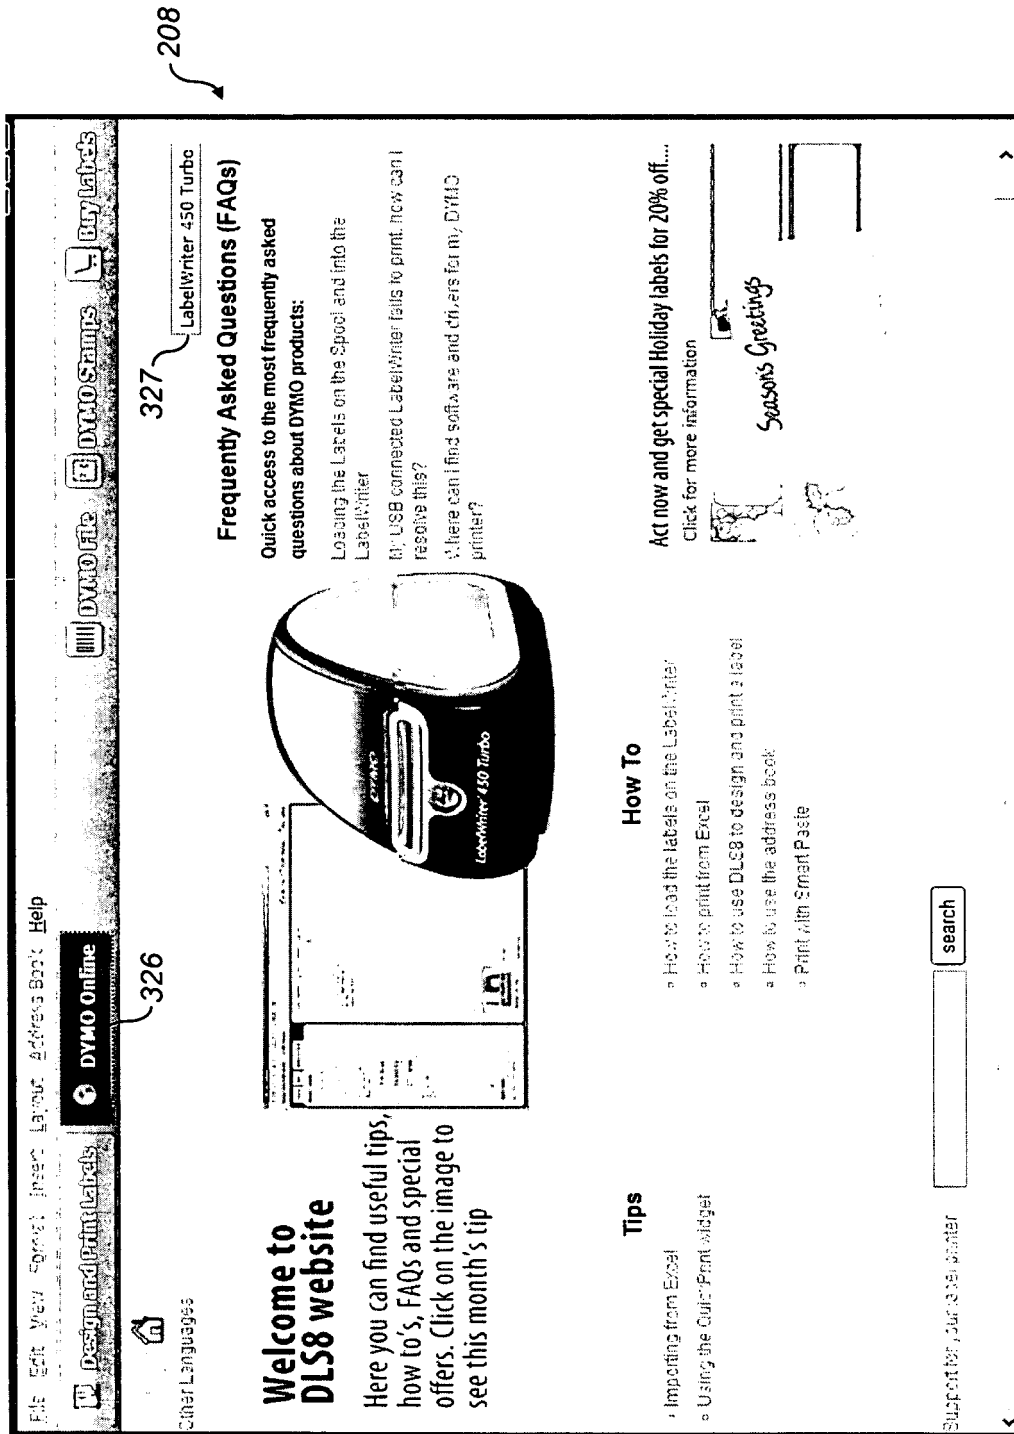 208
File Edit View Format Insert Layout Address Book Help
Design and Print Labels DYMO Online DYMO File DYMO Stamps Buy Labels
326
327
LabelWriter 450 Turbo
Other Languages
Welcome to
DLS8 website
Here you can find useful tips,
how to's, FAQs and special
offers. Click on the image to
see this month's tip
DYMO
LabelWriter 450 Turbo
Frequently Asked Questions (FAQs)
Quick access to the most frequently asked
questions about DYMO products:
Loading the Labels on the Spool and into the
LabelWriter
My USB connected LabelWriter fails to print, how can I
resolve this?
Where can I find software and drivers for my DYMO
printer?
Tips
Importing from Excel
Using the Quick Print widget
How To
How to load the labels on the LabelWriter
How to print from Excel
How to use DLS8 to design and print a label
How to use the address book
Print with Smart Paste
Act now and get special Holiday labels for 20% off....
Click for more information
Season's Greetings
Support for your label printer
search